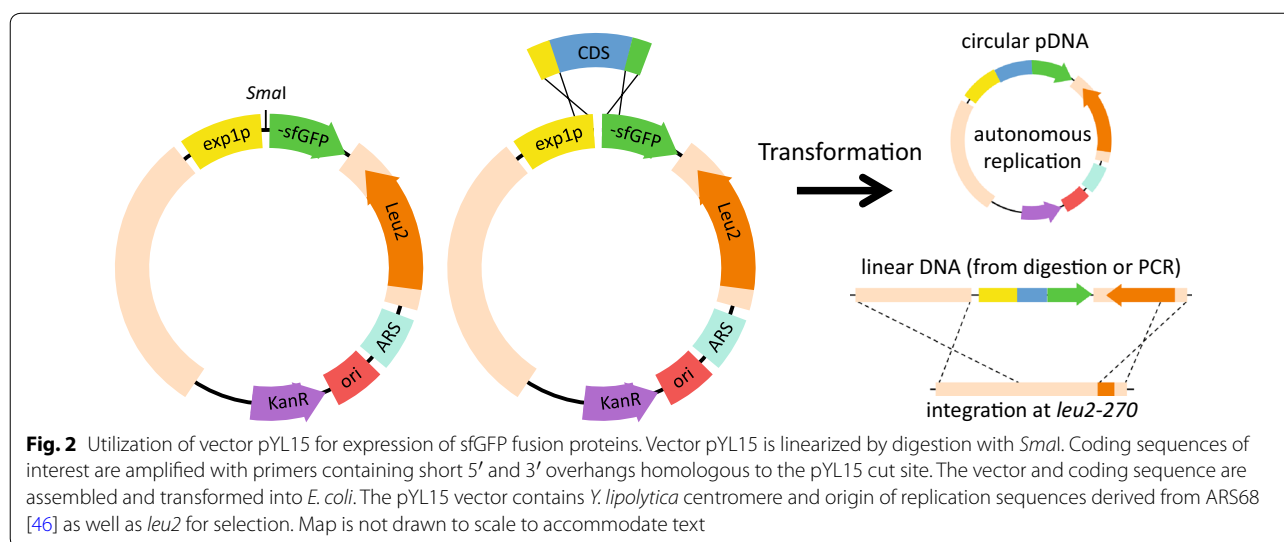 CDS
SmaI
exp1p
-sfGFP
Leu2
ARS
ori
KanR
exp1p
-sfGFP
Leu2
ARS
ori
KanR
Transformation
circular pDNA
autonomous
replication
linear DNA (from digestion or PCR)
integration at leu2-270
Fig. 2 Utilization of vector pYL15 for expression of sfGFP fusion proteins. Vector pYL15 is linearized by digestion with SmaI. Coding sequences of
interest are amplified with primers containing short 5′ and 3′ overhangs homologous to the pYL15 cut site. The vector and coding sequence are
assembled and transformed into E. coli. The pYL15 vector contains Y. lipolytica centromere and origin of replication sequences derived from ARS68
[46] as well as leu2 for selection. Map is not drawn to scale to accommodate text